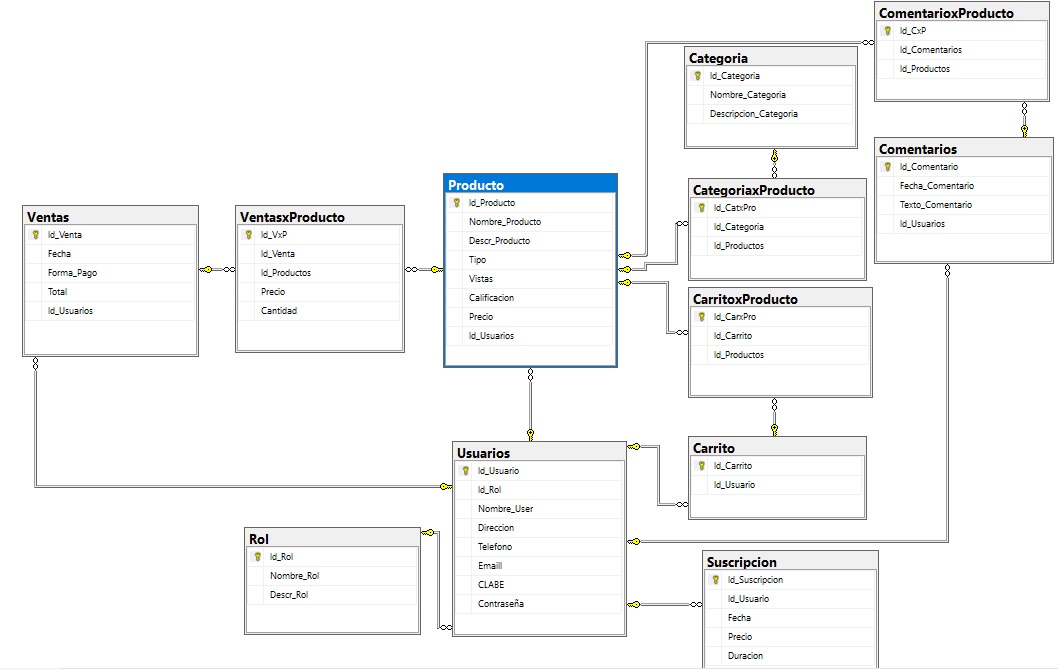 ComentarioxProducto
Id_CxP
Id_Comentarios
Id_Productos
Categoria
Id_Categoria
Nombre_Categoria
Descripcion_Categoria
Comentarios
Id_Comentario
Fecha_Comentario
Texto_Comentario
Id_Usuarios
Producto
Id_Producto
Nombre_Producto
Descr_Producto
Tipo
Vistas
Calificacion
Precio
Id_Usuarios
CategoriaxProducto
Id_CatxPro
Id_Categoria
Id_Productos
Ventas
Id_Venta
Fecha
Forma_Pago
Total
Id_Usuarios
VentasxProducto
Id_VxP
Id_Venta
Id_Productos
Precio
Cantidad
CarritoxProducto
Id_CarxPro
Id_Carrito
Id_Productos
Usuarios
Id_Usuario
Id_Rol
Nombre_User
Direccion
Telefono
Emaill
CLABE
Contraseña
Carrito
Id_Carrito
Id_Usuario
Rol
Id_Rol
Nombre_Rol
Descr_Rol
Suscripcion
Id_Suscripcion
Id_Usuario
Fecha
Precio
Duracion